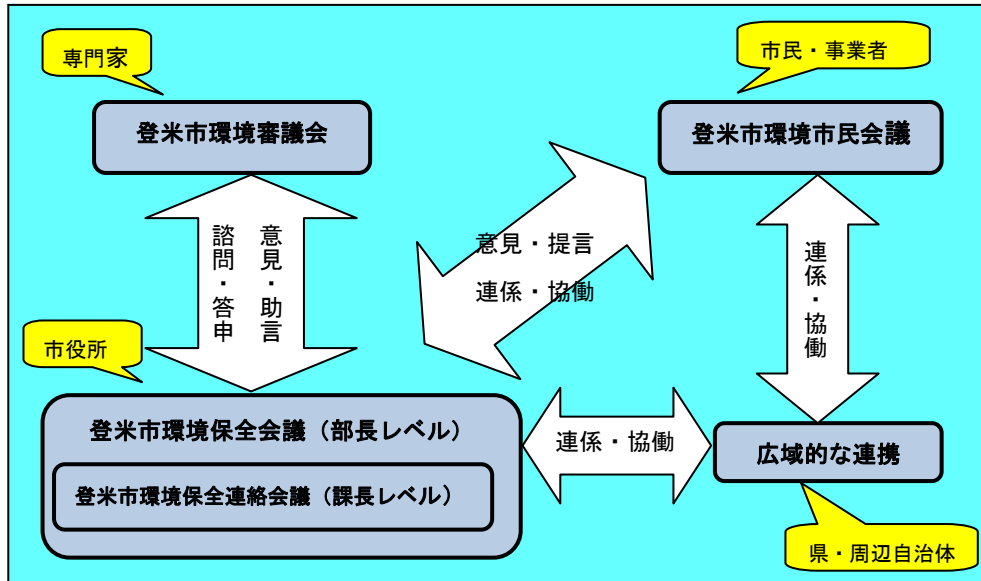 専門家
市民・事業者
登米市環境審議会
登米市環境市民会議
意見・助言
諮問・答申
意見・提言
連係・協働
連係・協働
市役所
登米市環境保全会議（部長レベル）
連係・協働
広域的な連携
登米市環境保全連絡会議（課長レベル）
県・周辺自治体